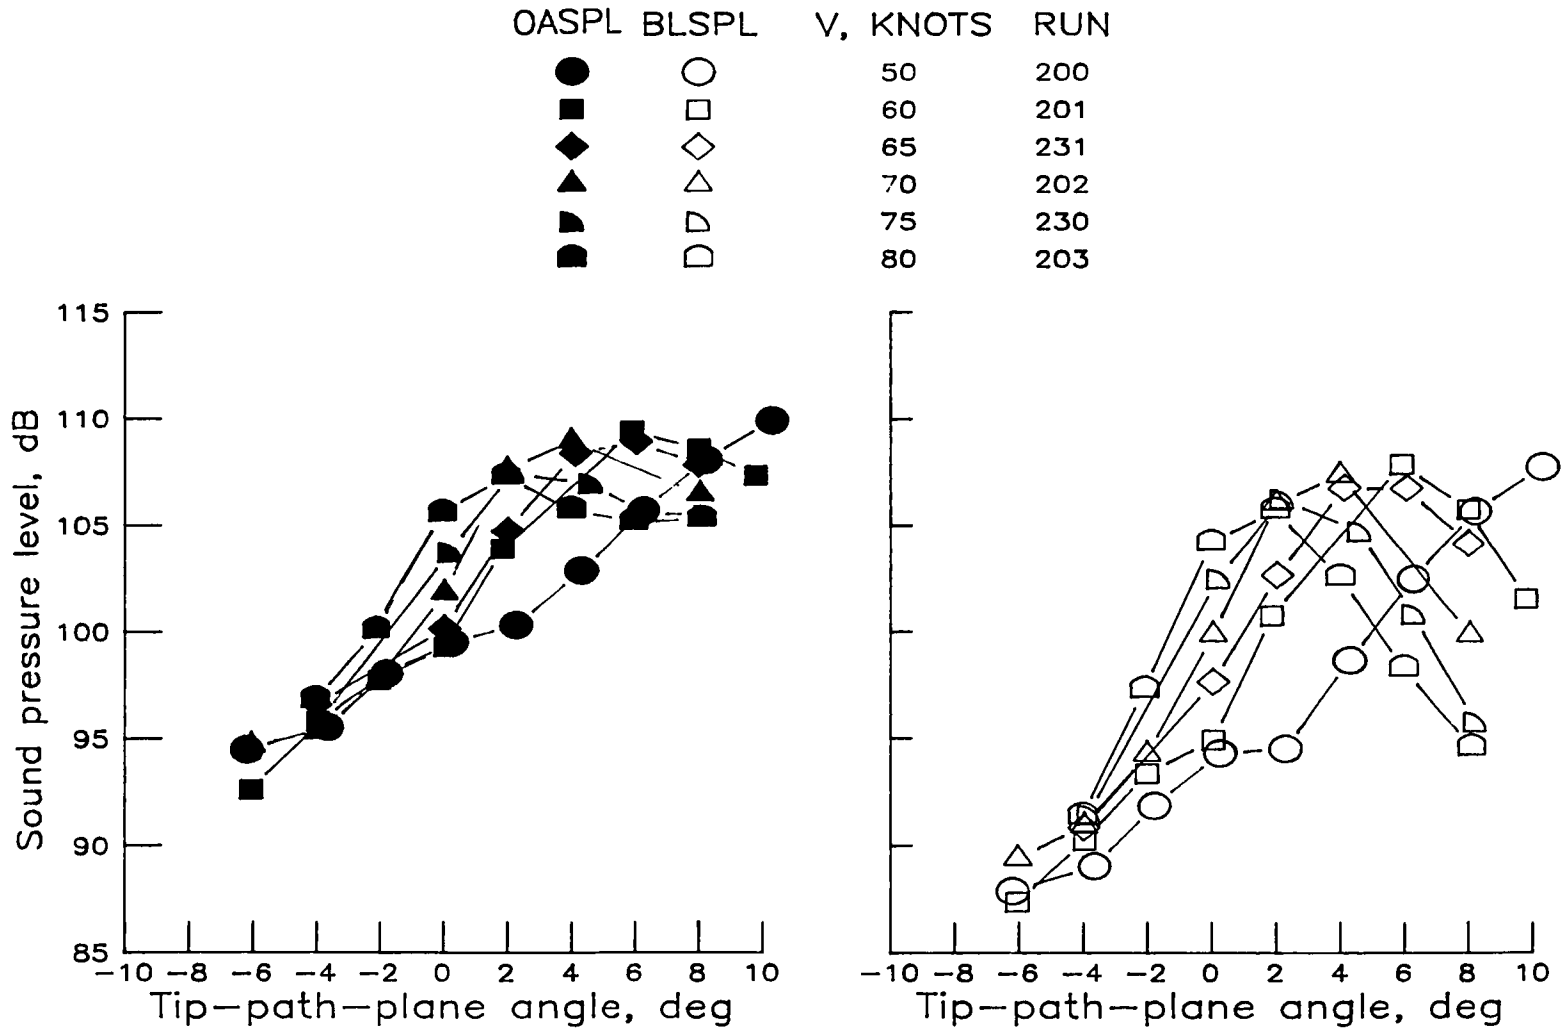 OASPL BLSPL V, KNOTS RUN
50 200
60 201
65 231
70 202
75 230
80 203
Sound pressure level, dB
115
110
105
100
95
90
85
-10 -8 -6 -4 -2 0 2 4 6 8 10
Tip-path-plane angle, deg
-10 -8 -6 -4 -2 0 2 4 6 8 10
Tip-path-plane angle, deg